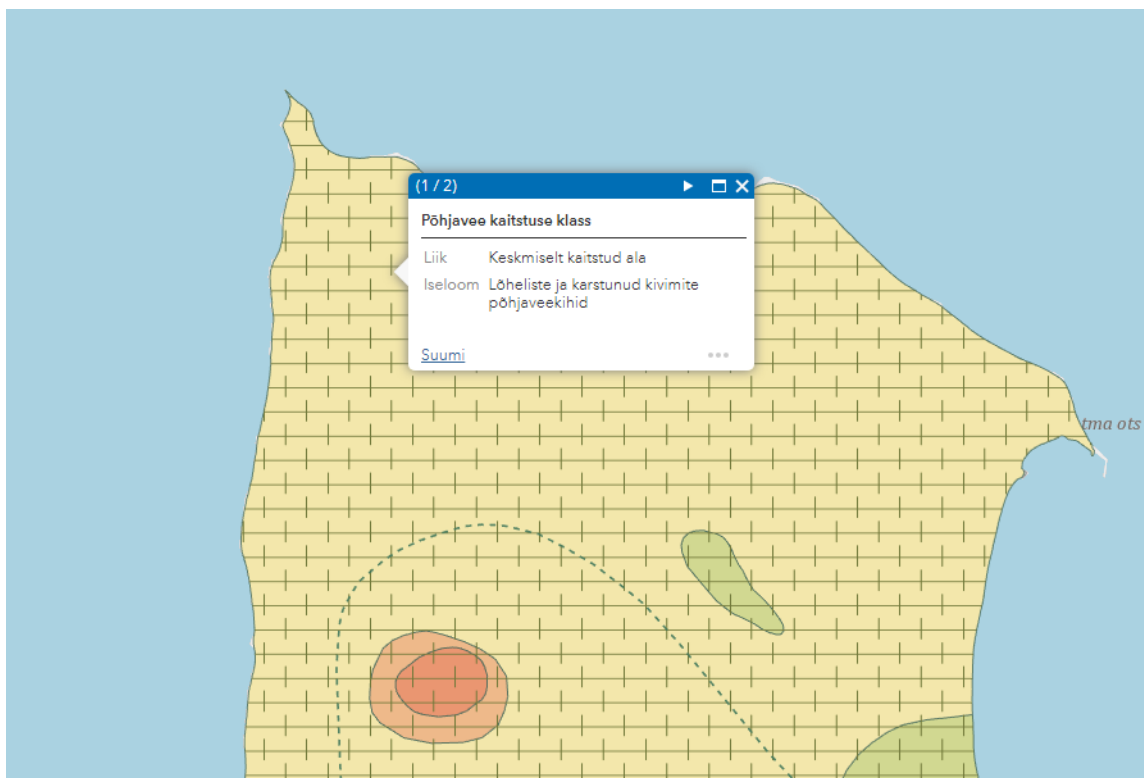 (1 / 2)
Põhjavee kaitstuse klass
Liik Keskmiselt kaitstud ala
Iseloom Lõheliste ja karstunud kivimite
põhjaveekihid
tma ots
Suumi